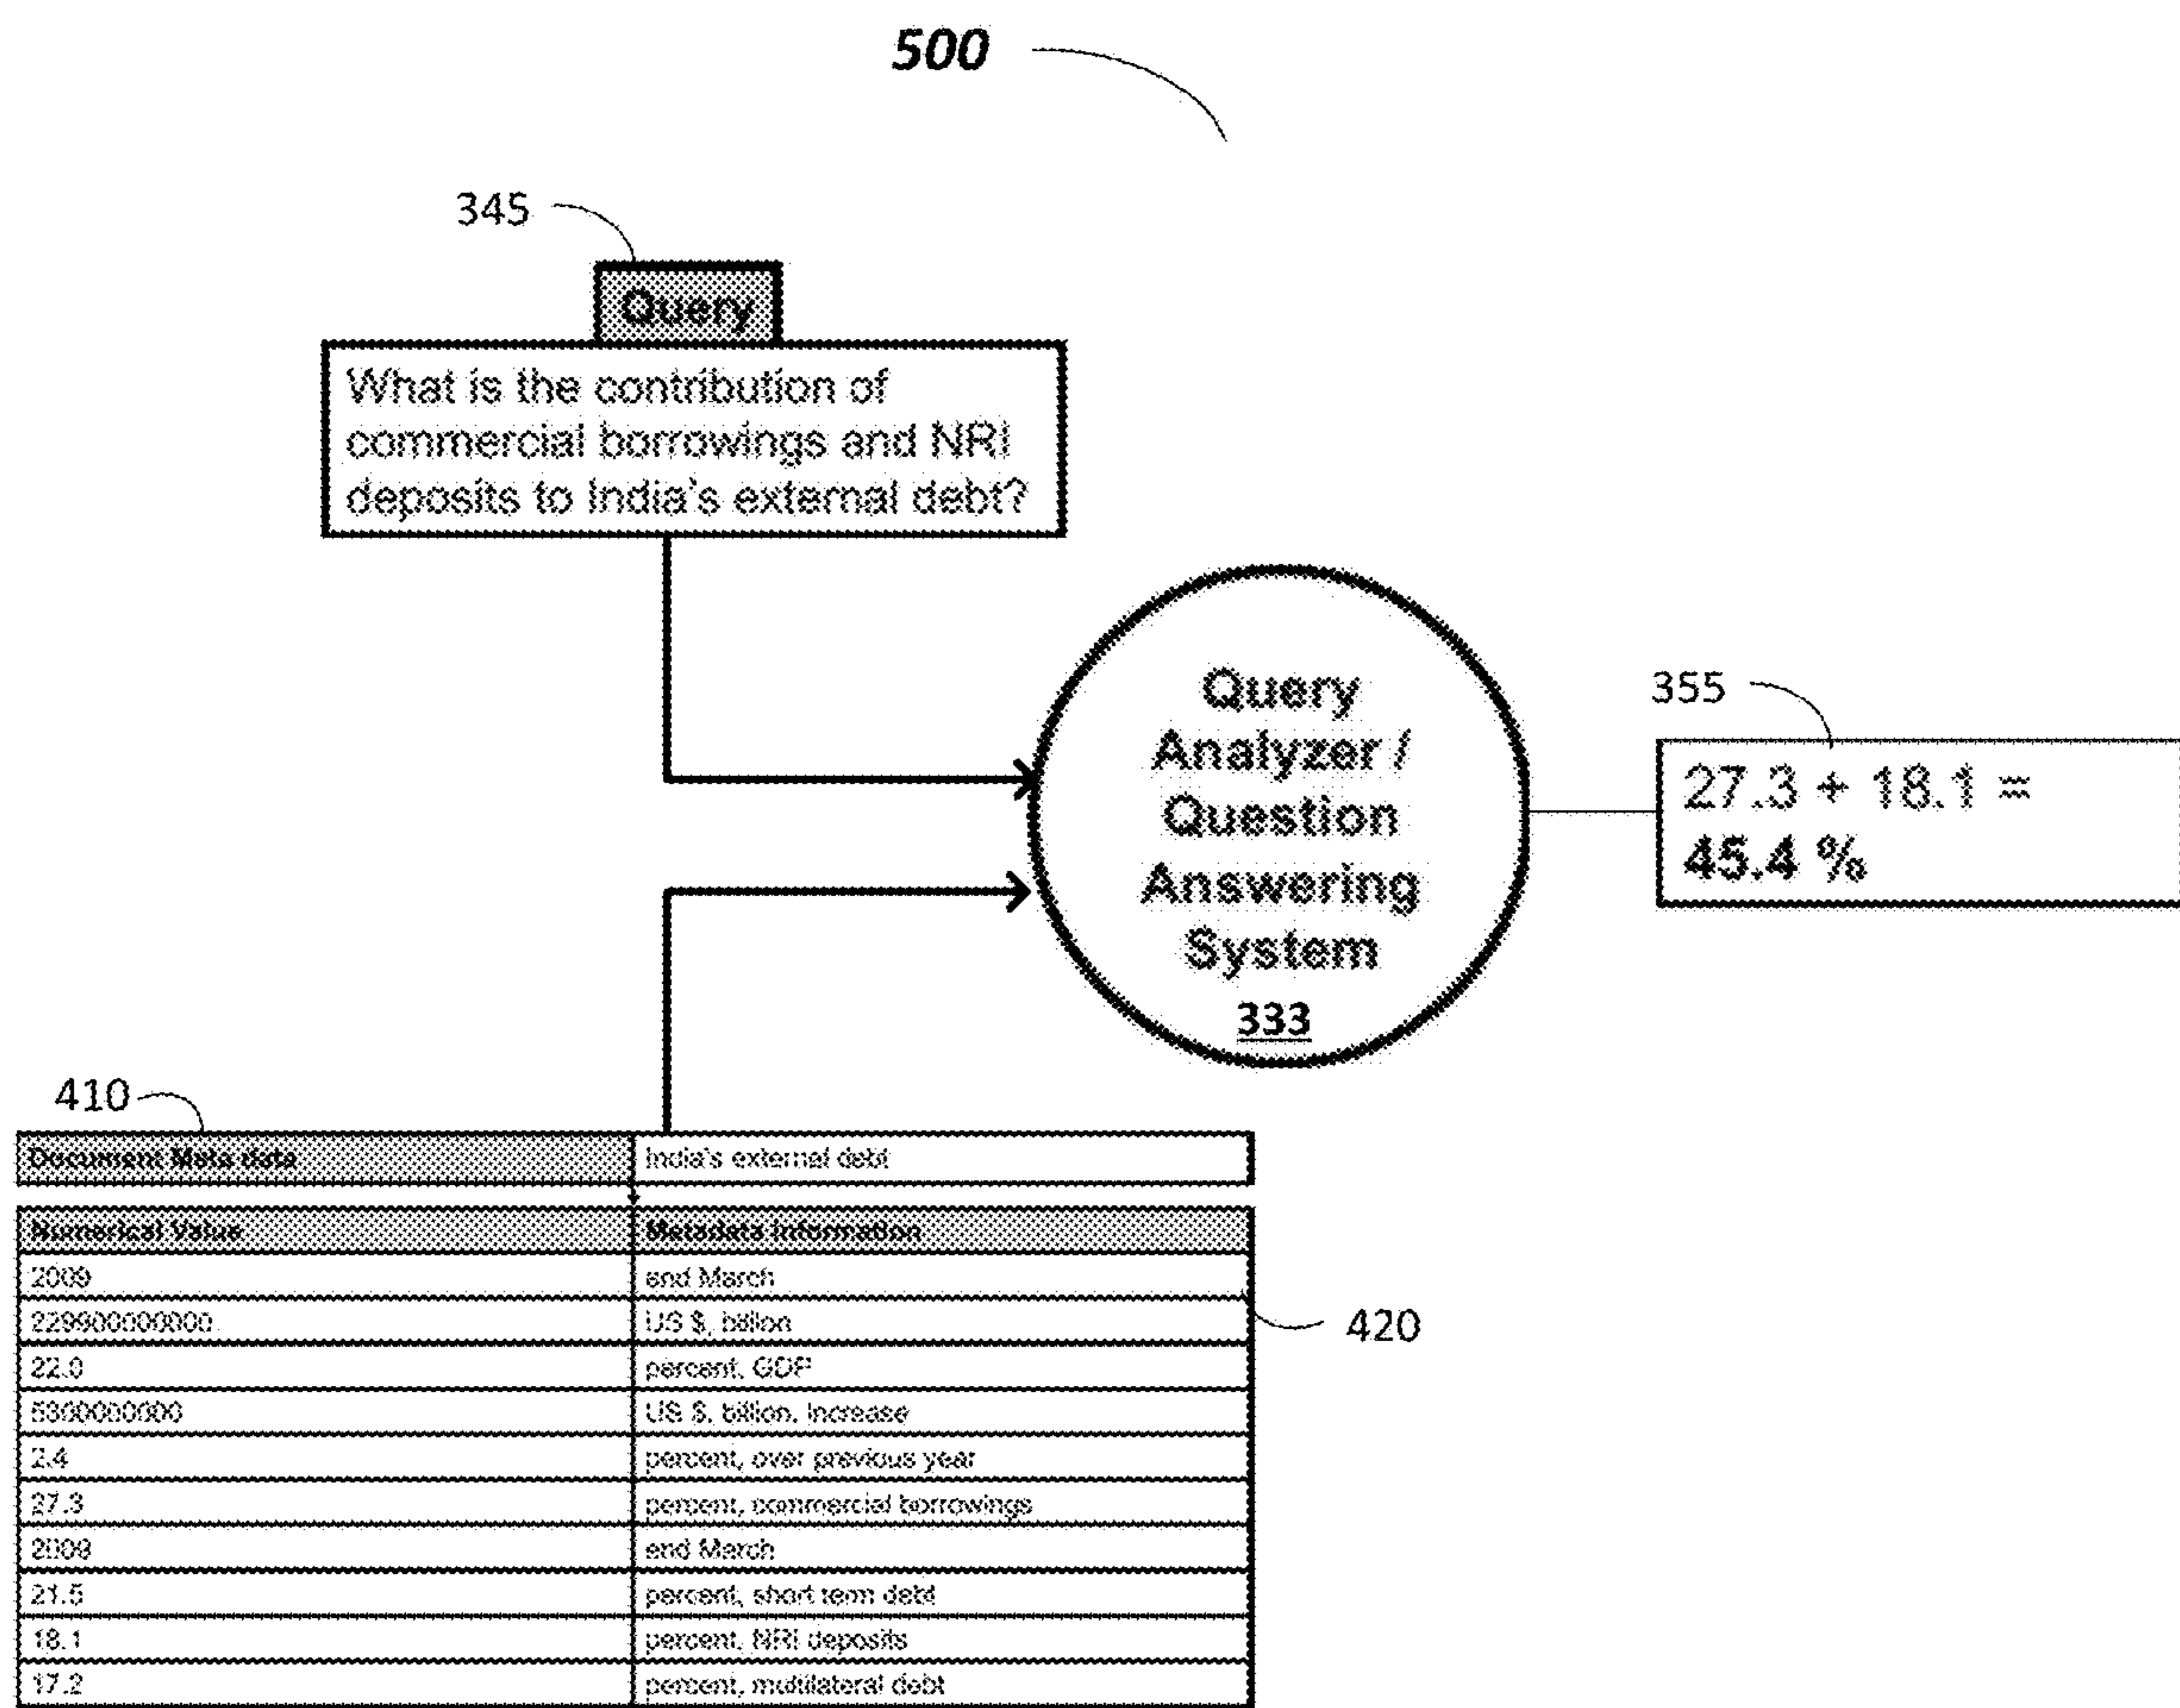 500
345
Query
What is the contribution of
commercial borrowings and NRI
deposits to India's external debt?
Query
Analyzer /
Question
Answering
System
333
355
27.3 + 18.1 =
45.4 %
410
Document Meta data India's external debt
Numerical Value Metadata Information
2009 end March
229900000000 US $, billion
22.0 percent, GDP
5300000000 US $, billion, increase
2.4 percent, over previous year
27.3 percent, commercial borrowings
2009 end March
21.5 percent, short term debt
18.1 percent, NRI deposits
17.2 percent, multilateral debt
420